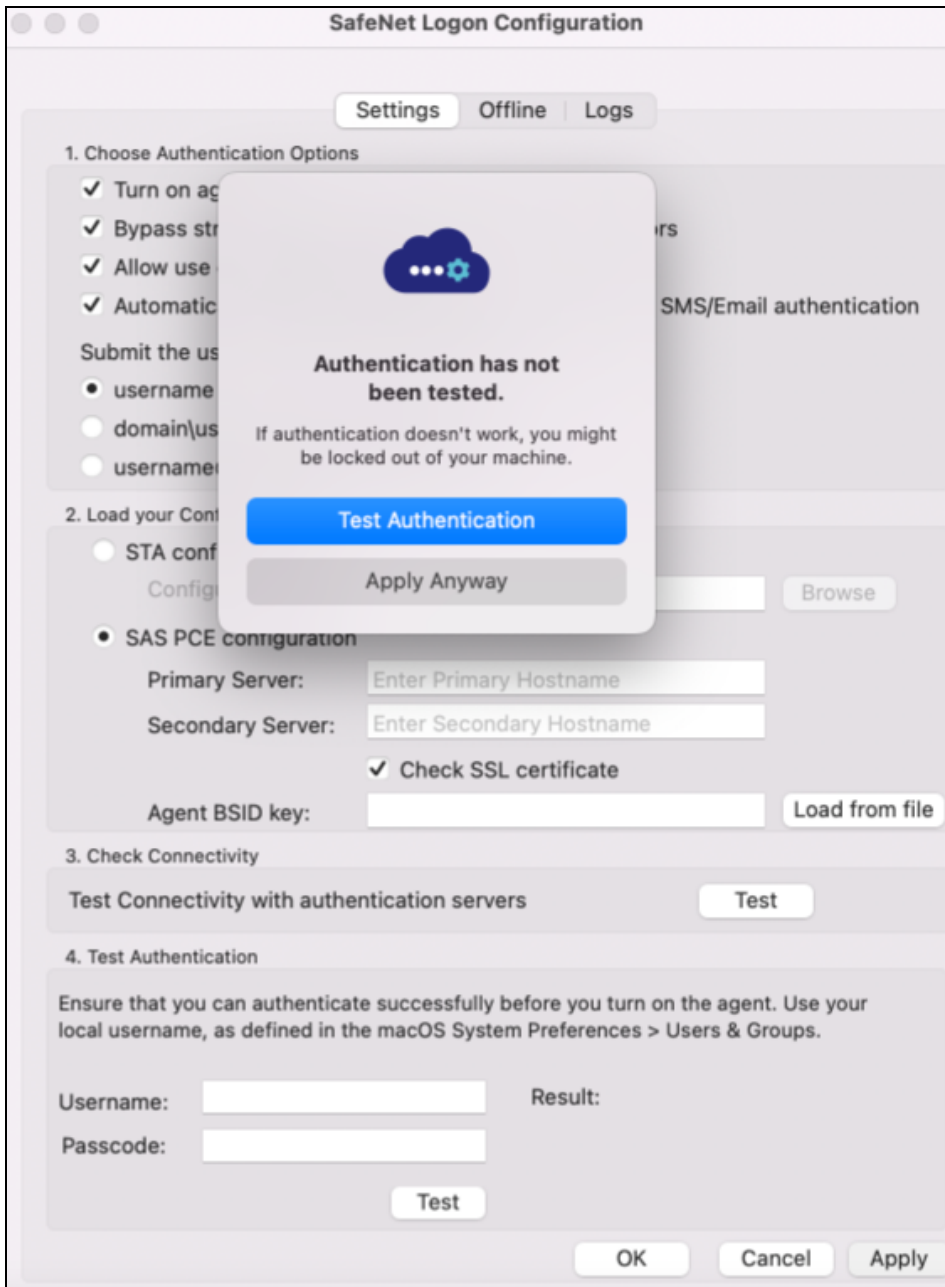 SafeNet Logon Configuration
Settings Offline Logs
1. Choose Authentication Options
Turn on ag
Bypass str rs
Allow use
Automatic SMS/Email authentication
Submit the us
username
domain\us
username
Authentication has not
been tested.
If authentication doesn't work, you might
be locked out of your machine.
Test Authentication
Apply Anyway
2. Load your Conf
STA conf
Config Browse
SAS PCE configuration
Primary Server: Enter Primary Hostname
Secondary Server: Enter Secondary Hostname
Check SSL certificate
Agent BSID key: Load from file
3. Check Connectivity
Test Connectivity with authentication servers Test
4. Test Authentication
Ensure that you can authenticate successfully before you turn on the agent. Use your
local username, as defined in the macOS System Preferences > Users & Groups.
Username: Result:
Passcode:
Test
OK Cancel Apply